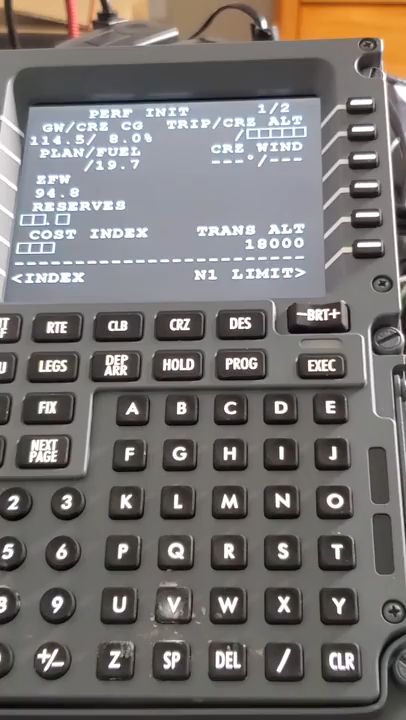 PERF INIT 1/2
GW/CRZ CG TRIP/CRZ ALT
114.5/ 8.0% /□□□□□
PLAN/FUEL CRZ WIND
/19.7 ---°/---
ZFW
94.8
RESERVES
□□.□
COST INDEX TRANS ALT
□□□ 18000
<INDEX N1 LIMIT>
-BRT+
RTE CLB CRZ DES
LEGS DEP ARR HOLD PROG EXEC
FIX A B C D E
NEXT PAGE F G H I J
2 3 K L M N O
5 6 P Q R S T
8 9 U V W X Y
+/- Z SP DEL / CLR